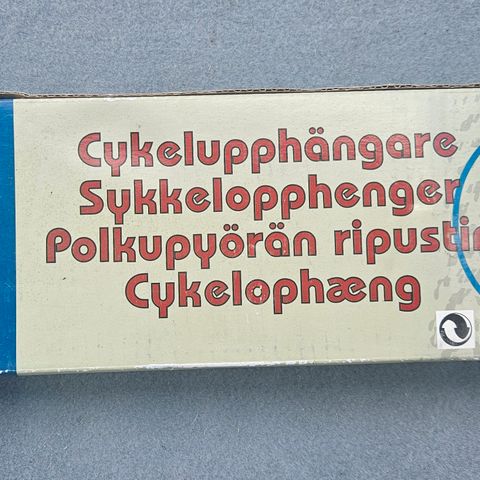 Cykelupphängare
Sykkelopphenger
Polkupyörän ripustin
Cykelophæng